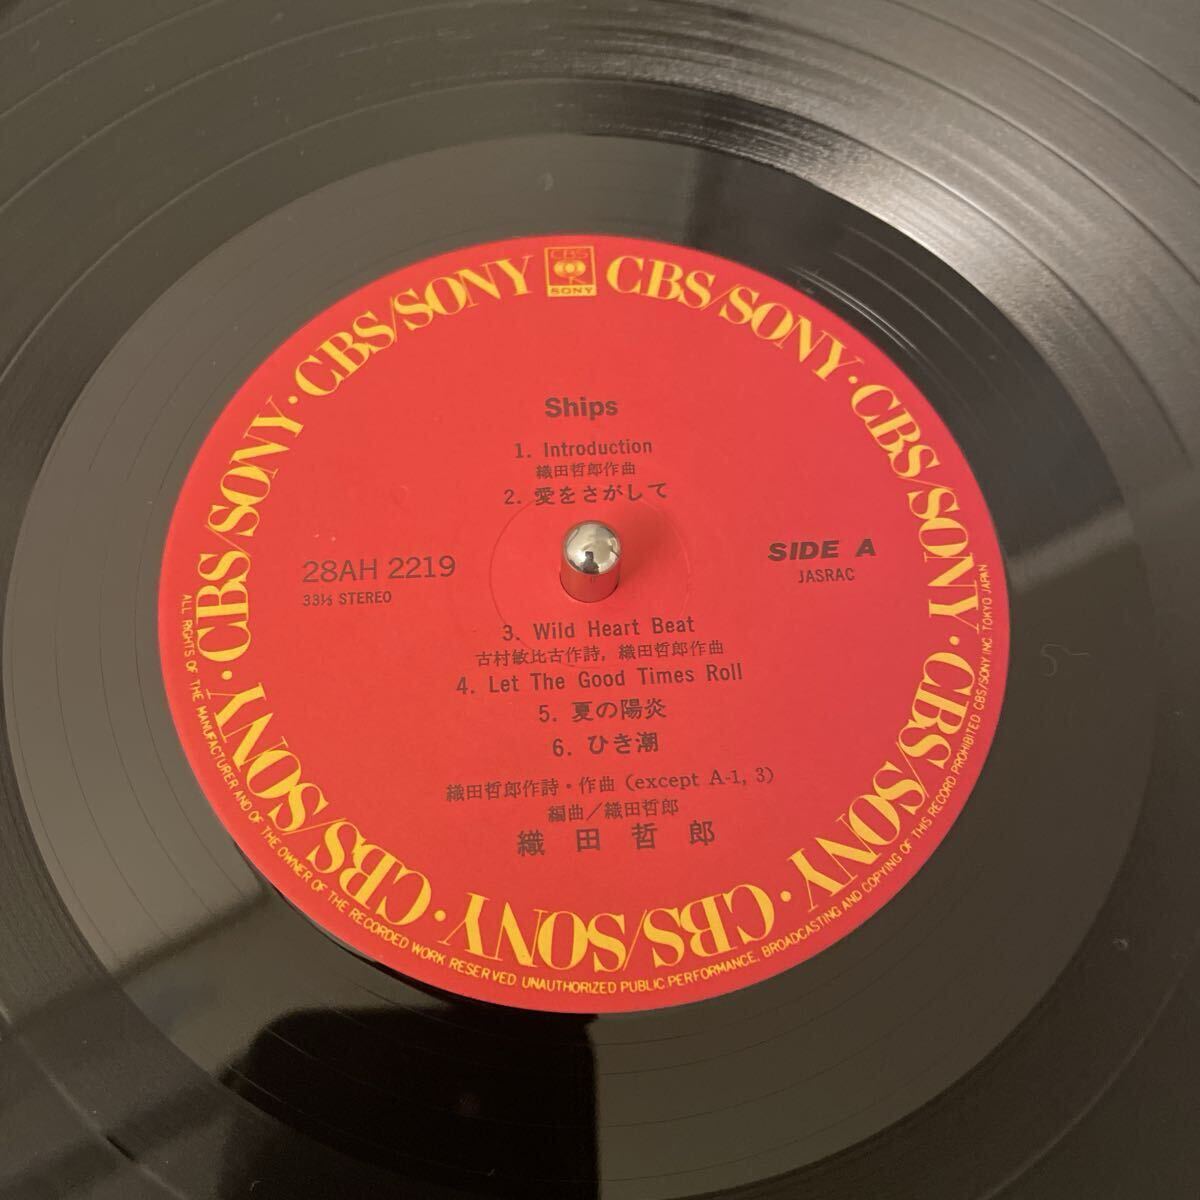 CBS
SONY
CBS/SONY · CBS/SONY · CBS/SONY · CBS/SONY · CBS/SONY · CBS/SONY · CBS/SONY · CBS/SONY
Ships
1. Introduction
織田哲郎作曲
2. 愛をさがして
28AH 2219
33⅓ STEREO
SIDE A
JASRAC
3. Wild Heart Beat
古村敏比古作詩, 織田哲郎作曲
4. Let The Good Times Roll
5. 夏の陽炎
6. ひき潮
織田哲郎作詩・作曲 (except A-1, 3)
編曲/織田哲郎
織田哲郎
ALL RIGHTS OF THE MANUFACTURER AND OF THE OWNER OF THE RECORDED WORK RESERVED UNAUTHORIZED PUBLIC PERFORMANCE, BROADCASTING AND COPYING OF THIS RECORD PROHIBITED CBS/SONY INC TOKYO JAPAN